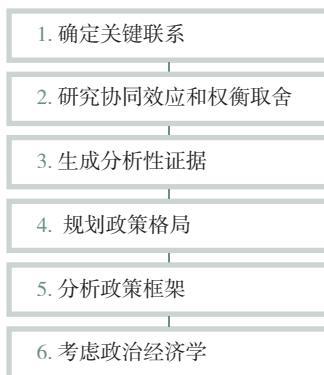 1. 确定关键联系
2. 研究协同效应和权衡取舍
3. 生成分析性证据
4. 规划政策格局
5. 分析政策框架
6. 考虑政治经济学